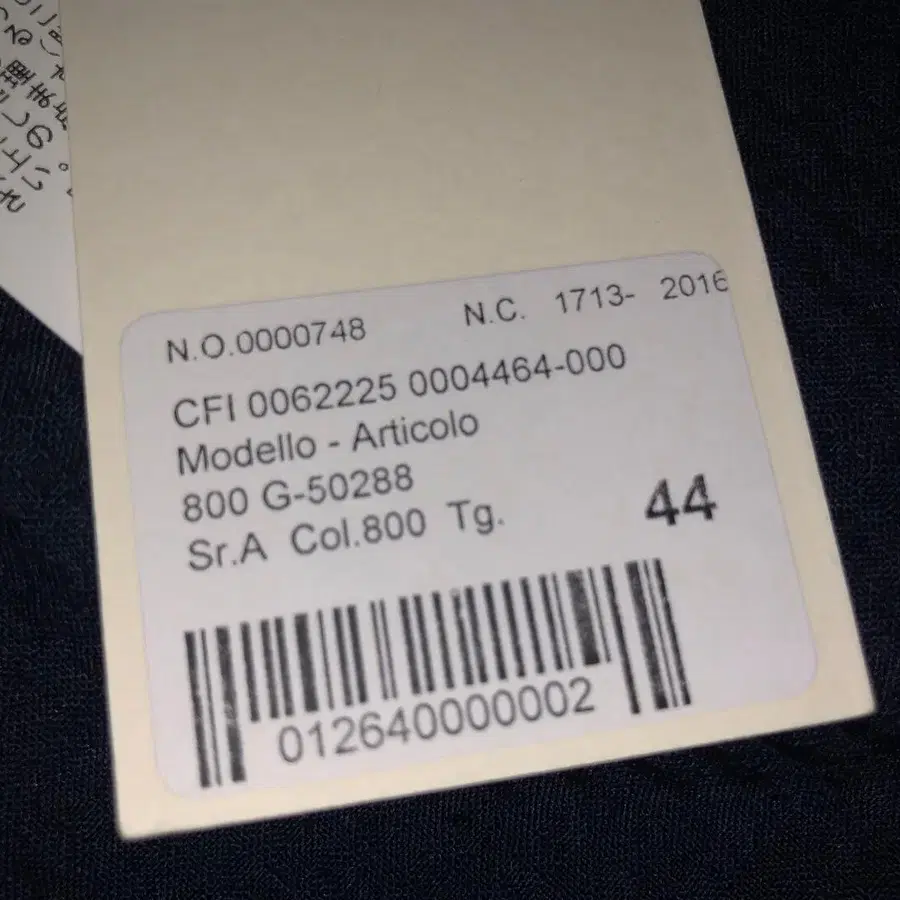 N.O.0000748 N.C. 1713- 2016
CFI 0062225 0004464-000
Modello - Articolo
800 G-50288
Sr.A Col.800 Tg. 44
012640000002